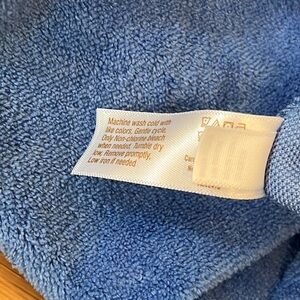 Machine wash cold with
like colors. Gentle cycle.
Only Non-chlorine bleach
when needed. Tumble dry
low. Remove promptly.
Low iron if needed